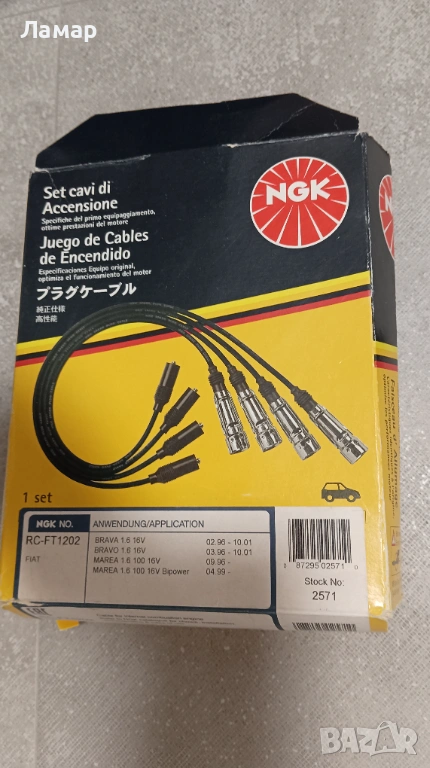 Ламар
Set cavi di
Accensione
Specifiche del primo equipaggiamento,
ottime prestazioni del motore
Juego de Cables
de Encendido
Especificaciones Equipo original,
optimiza el funcionamiento del motor
プラグケーブル
純正仕様
高性能
NGK
1 set
NGK NO.
ANWENDUNG/APPLICATION
RC-FT1202
FIAT
BRAVA 1.6 16V 02.96 - 10.01
BRAVO 1.6 16V 03.96 - 10.01
MAREA 1.6 100 16V 09.96 -
MAREA 1.6 100 16V Bipower 04.99 -
0 87295 02571 0
Stock No:
2571
BAZAR